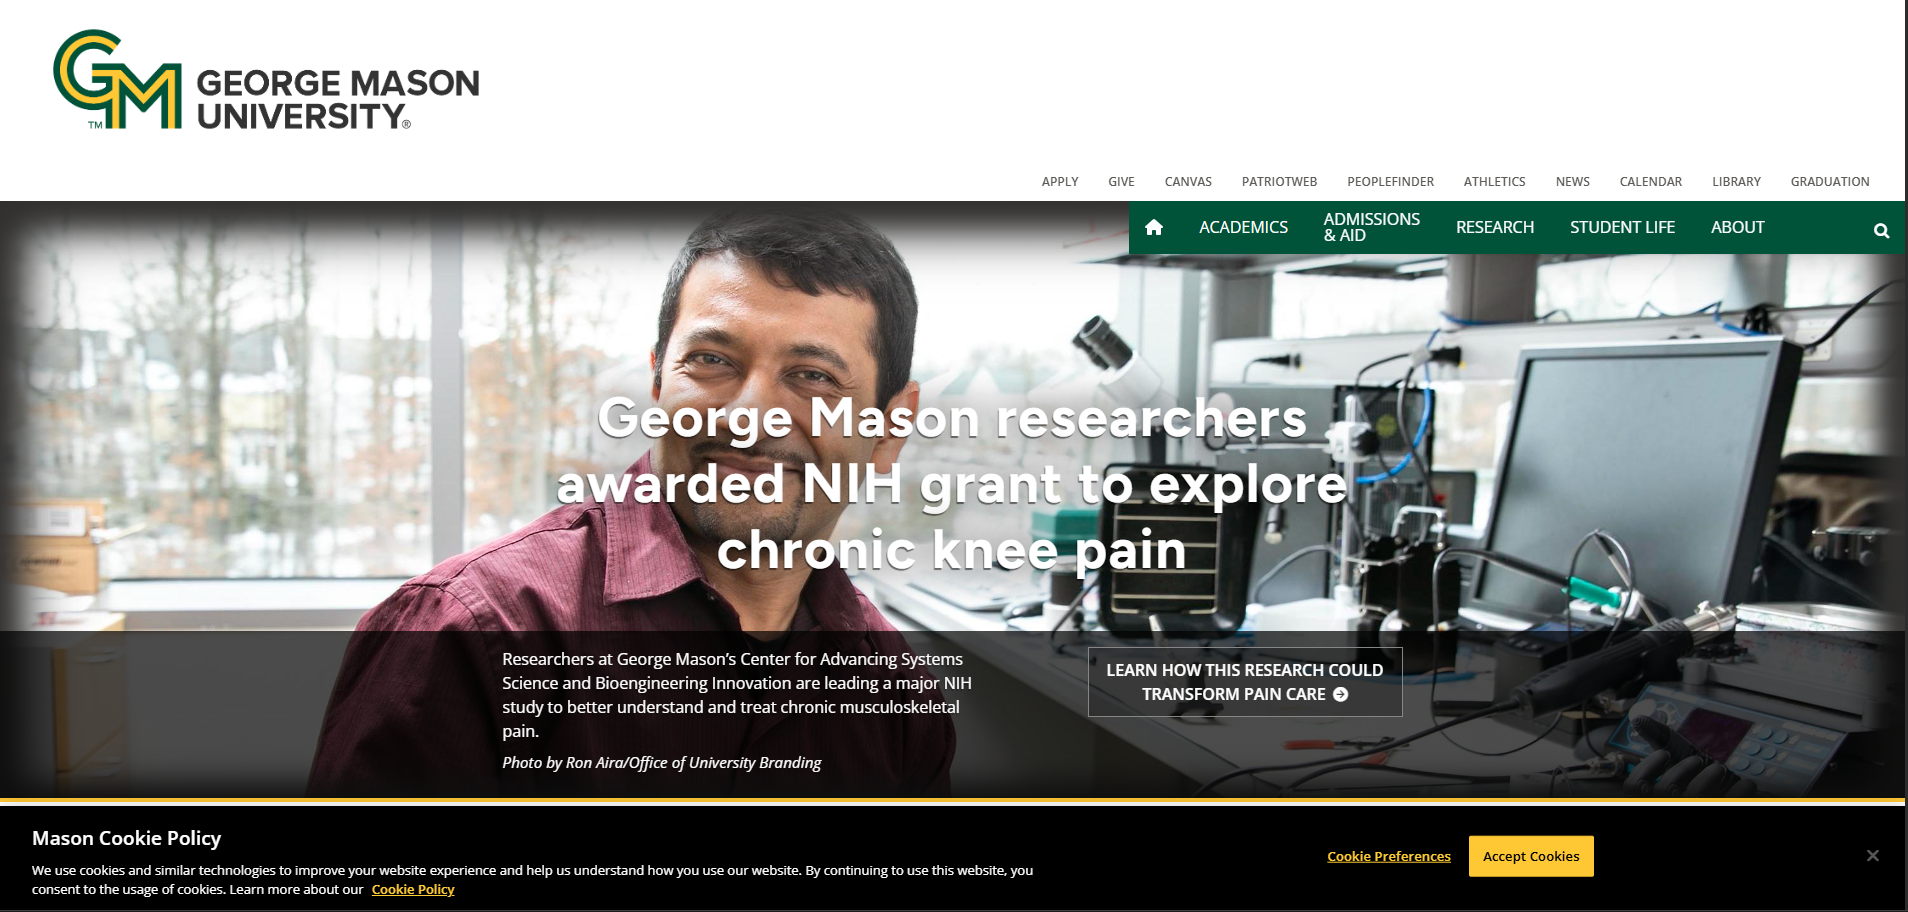 GM
TM
GEORGE MASON
UNIVERSITY®
APPLY GIVE CANVAS PATRIOTWEB PEOPLEFINDER ATHLETICS NEWS CALENDAR LIBRARY GRADUATION
ACADEMICS ADMISSIONS & AID RESEARCH STUDENT LIFE ABOUT
George Mason researchers
awarded NIH grant to explore
chronic knee pain
Researchers at George Mason’s Center for Advancing Systems
Science and Bioengineering Innovation are leading a major NIH
study to better understand and treat chronic musculoskeletal
pain.
Photo by Ron Aira/Office of University Branding
LEARN HOW THIS RESEARCH COULD
TRANSFORM PAIN CARE
Mason Cookie Policy
We use cookies and similar technologies to improve your website experience and help us understand how you use our website. By continuing to use this website, you
consent to the usage of cookies. Learn more about our Cookie Policy
Cookie Preferences
Accept Cookies